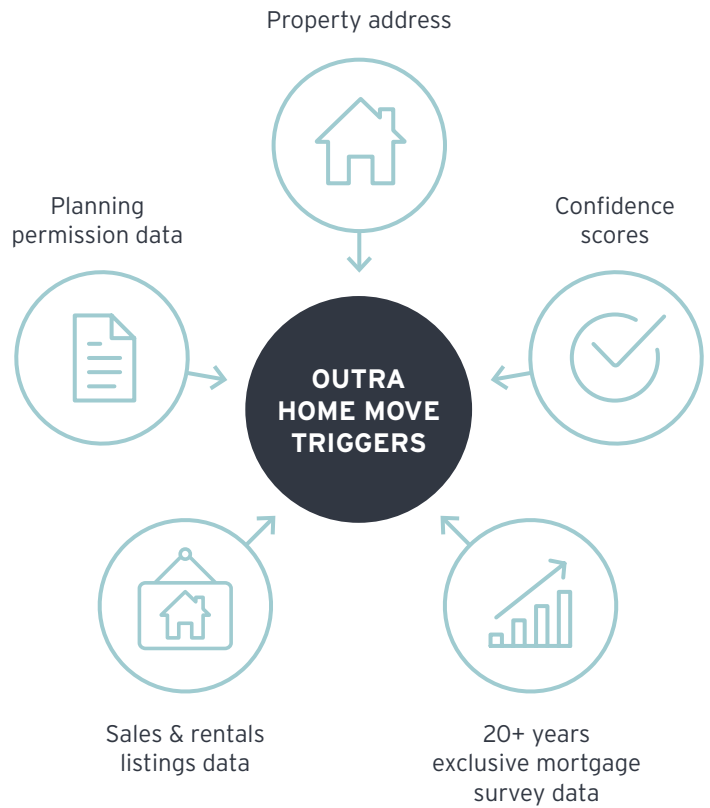 Property address
Planning
permission data
Confidence
scores
OUTRA
HOME MOVE
TRIGGERS
Sales & rentals
listings data
20+ years
exclusive mortgage
survey data